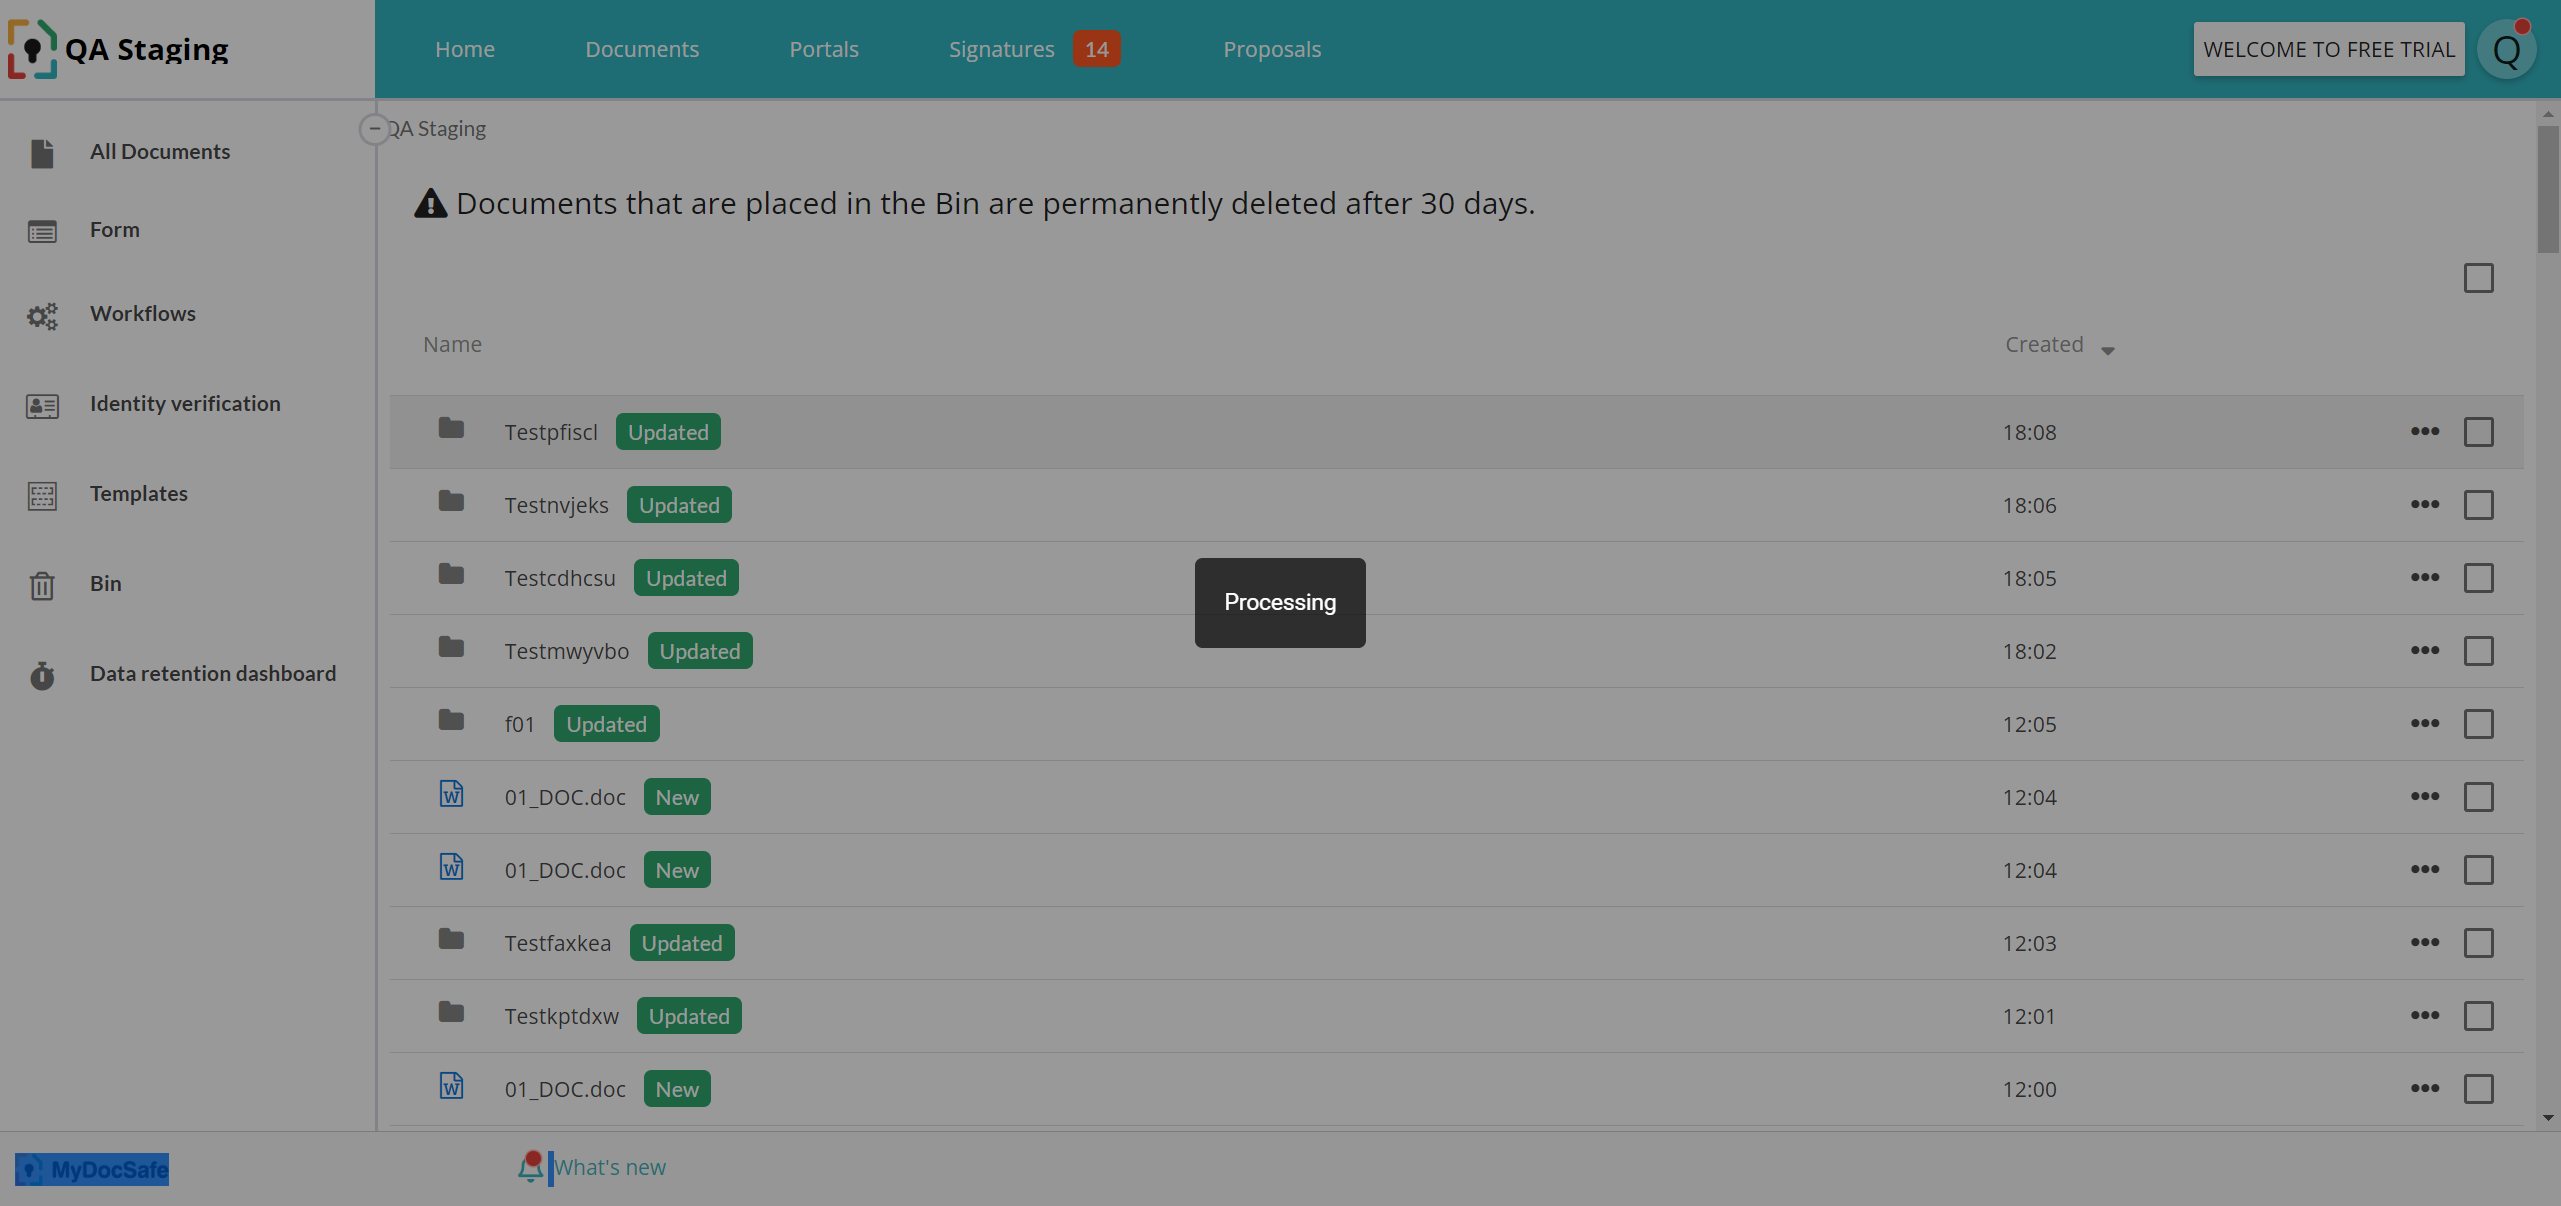 QA Staging
Home
Documents
Portals
Signatures 14
Proposals
WELCOME TO FREE TRIAL
Q
All Documents
Form
Workflows
Identity verification
Templates
Bin
Data retention dashboard
QA Staging
Documents that are placed in the Bin are permanently deleted after 30 days.
Name Created
Testpfiscl Updated 18:08
Testnvjeks Updated 18:06
Testcdhcsu Updated 18:05
Processing
Testmwyvbo Updated 18:02
f01 Updated 12:05
01_DOC.doc New 12:04
01_DOC.doc New 12:04
Testfaxkea Updated 12:03
Testkptdxw Updated 12:01
01_DOC.doc New 12:00
MyDocSafe
What's new